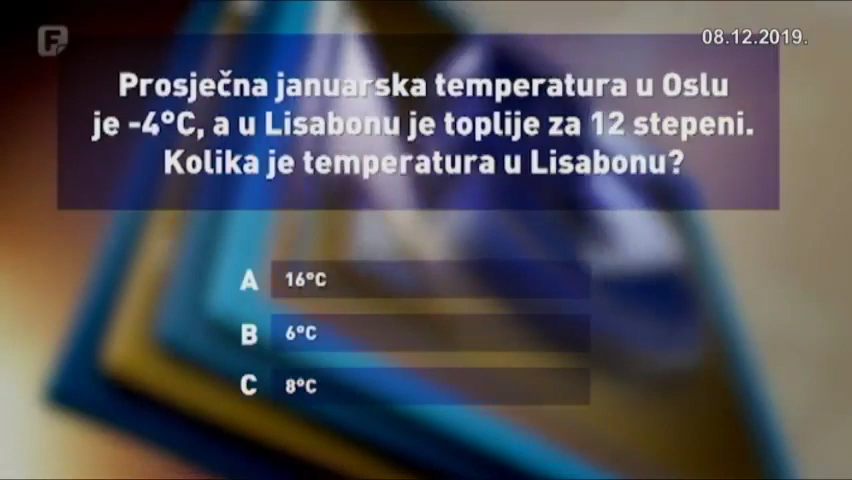 08.12.2019.
Prosječna januarska temperatura u Oslu
je -4°C, a u Lisabonu je toplije za 12 stepeni.
Kolika je temperatura u Lisabonu?
A 16°C
B 6°C
C 8°C